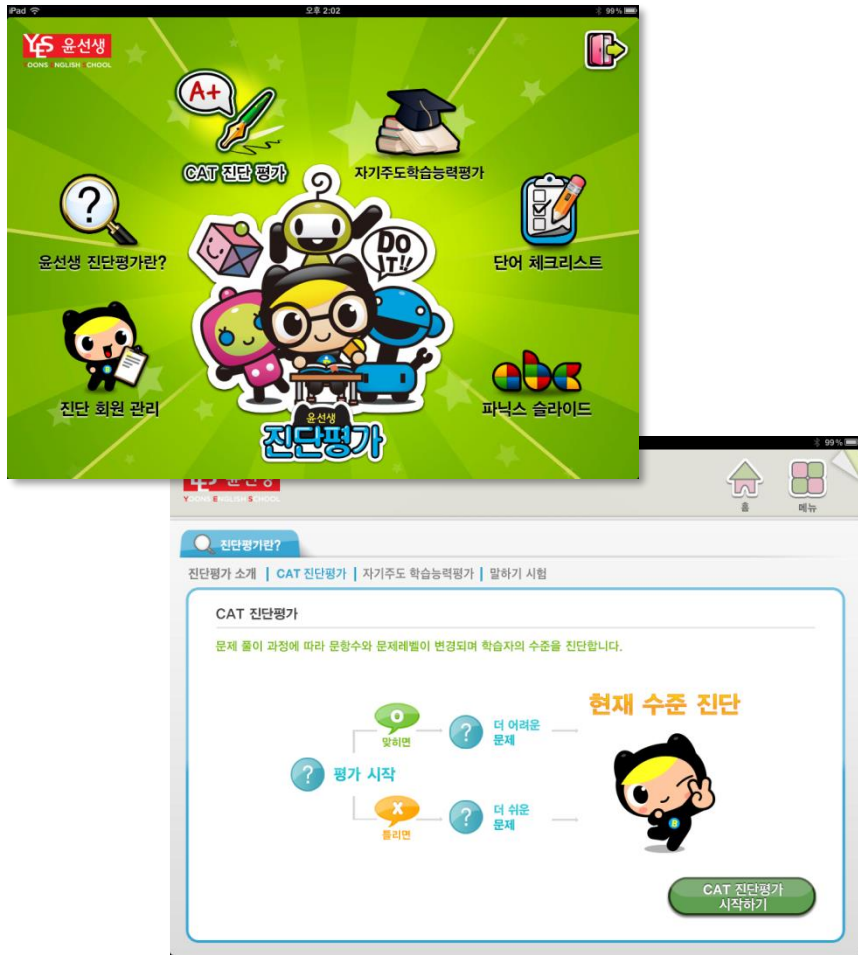 iPad
오후 2:02
99%
YES 윤선생
YOONS ENGLISH SCHOOL
A+
CAT 진단 평가
자기주도학습능력평가
?
윤선생 진단평가란?
DO
IT!!
단어 체크리스트
진단 회원 관리
abc
파닉스 슬라이드
윤선생
진단평가
99%
YES 윤선생
YOONS ENGLISH SCHOOL
홈
메뉴
진단평가란?
진단평가 소개 | CAT 진단평가 | 자기주도 학습능력평가 | 말하기 시험
CAT 진단평가
문제 풀이 과정에 따라 문항수와 문제레벨이 변경되며 학습자의 수준을 진단합니다.
현재 수준 진단
O
맞히면
?
더 어려운
문제
?
평가 시작
X
틀리면
?
더 쉬운
문제
B
CAT 진단평가
시작하기